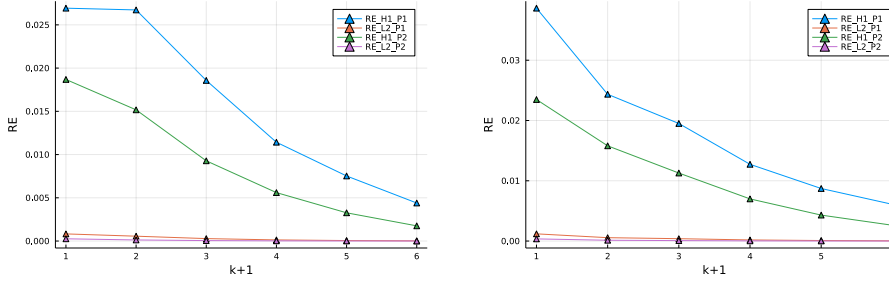 RE_H1_P1
RE_L2_P1
RE_H1_P2
RE_L2_P2
0.025
0.020
0.015
0.010
0.005
0.000
RE
1 2 3 4 5 6
k+1
RE_H1_P1
RE_L2_P1
RE_H1_P2
RE_L2_P2
0.03
0.02
0.01
0.00
RE
1 2 3 4 5
k+1